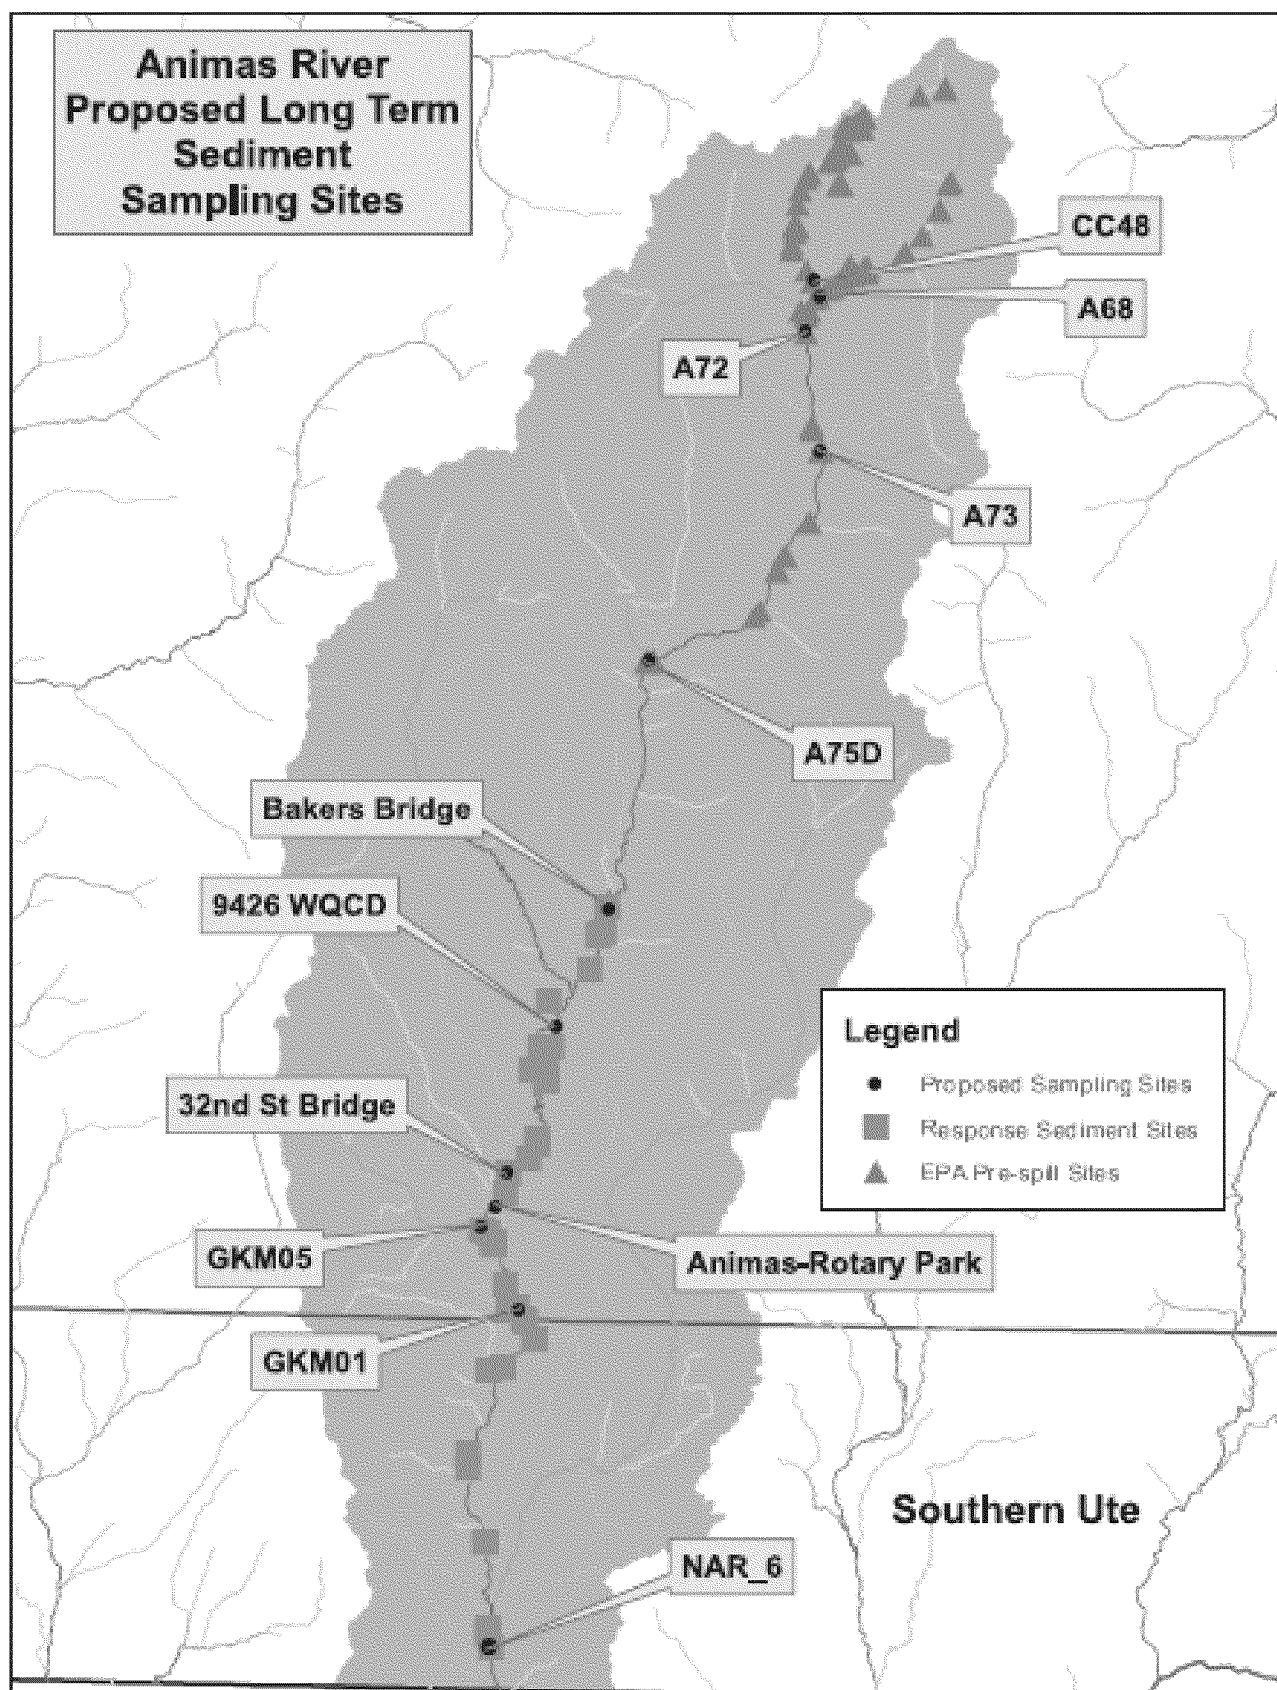 Animas River
Proposed Long Term
Sediment
Sampling Sites
CC48
A68
A72
A73
A75D
Bakers Bridge
9426 WQCD
Legend
Proposed Sampling Sites
Response Sediment Sites
EPA Pre-spill Sites
32nd St Bridge
GKM05
Animas-Rotary Park
GKM01
Southern Ute
NAR_6